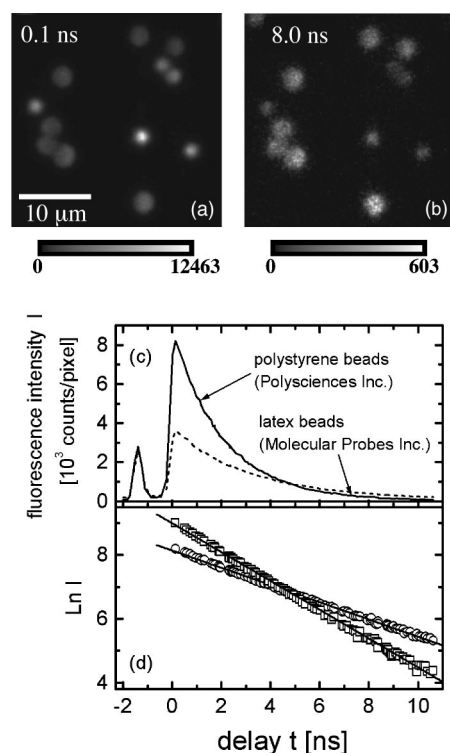 0.1 ns
8.0 ns
10 μm
(a)
(b)
0
12463
0
603
fluorescence intensity I
[10³ counts/pixel]
8
6
4
2
0
(c)
polystyrene beads
(Polysciences Inc.)
latex beads
(Molecular Probes Inc.)
Ln I
8
6
4
(d)
-2
0
2
4
6
8
10
delay t [ns]